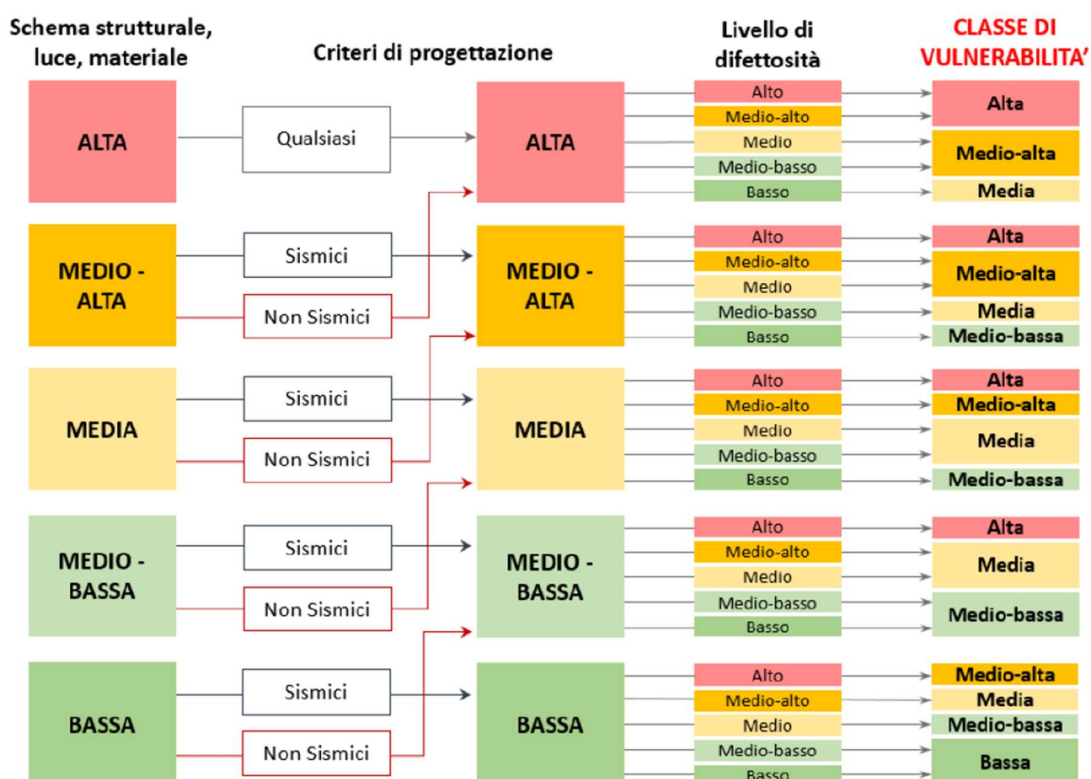 Schema strutturale,
luce, materiale
Criteri di progettazione
Livello di
difettosità
CLASSE DI
VULNERABILITA'
ALTA
Qualsiasi
ALTA
Alto
Medio-alto
Medio
Medio-basso
Basso
Alta
Medio-alta
Media
MEDIO -
ALTA
Sismici
Non Sismici
MEDIO -
ALTA
Alto
Medio-alto
Medio
Medio-basso
Basso
Alta
Medio-alta
Media
Medio-bassa
MEDIA
Sismici
Non Sismici
MEDIA
Alto
Medio-alto
Medio
Medio-basso
Basso
Alta
Medio-alta
Media
Medio-bassa
MEDIO -
BASSA
Sismici
Non Sismici
MEDIO -
BASSA
Alto
Medio-alto
Medio
Medio-basso
Basso
Alta
Media
Medio-bassa
BASSA
Sismici
Non Sismici
BASSA
Alto
Medio-alto
Medio
Medio-basso
Basso
Medio-alta
Media
Medio-bassa
Bassa